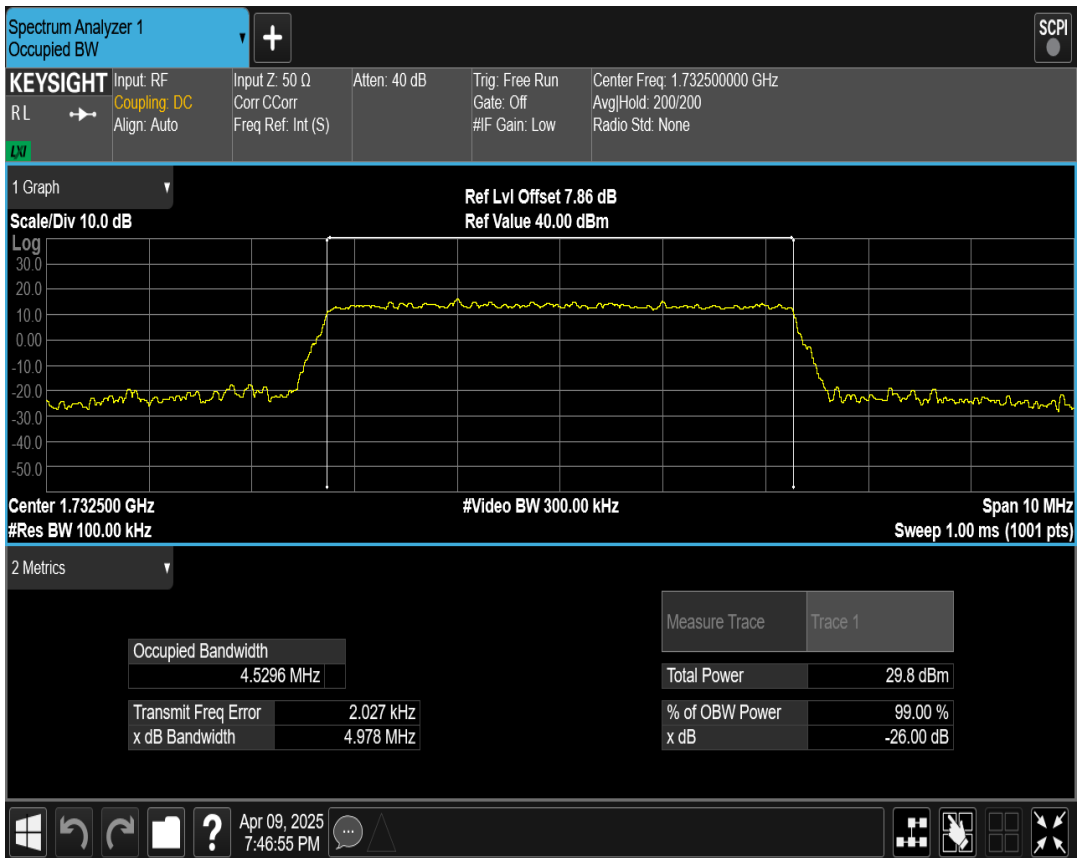 Spectrum Analyzer 1
Occupied BW
+
SCPI
KEYSIGHT
R L
LXI
Input: RF
Coupling: DC
Align: Auto
Input Z: 50 Ω
Corr CCorr
Freq Ref: Int (S)
Atten: 40 dB
Trig: Free Run
Gate: Off
#IF Gain: Low
Center Freq: 1.732500000 GHz
Avg|Hold: 200/200
Radio Std: None
1 Graph
Scale/Div 10.0 dB
Ref Lvl Offset 7.86 dB
Ref Value 40.00 dBm
Log
30.0
20.0
10.0
0.00
-10.0
-20.0
-30.0
-40.0
-50.0
Center 1.732500 GHz
#Video BW 300.00 kHz
Span 10 MHz
#Res BW 100.00 kHz
Sweep 1.00 ms (1001 pts)
2 Metrics
Measure Trace Trace 1
Occupied Bandwidth
4.5296 MHz
Total Power 29.8 dBm
Transmit Freq Error 2.027 kHz
% of OBW Power 99.00 %
x dB Bandwidth 4.978 MHz
x dB -26.00 dB
?
Apr 09, 2025
7:46:55 PM